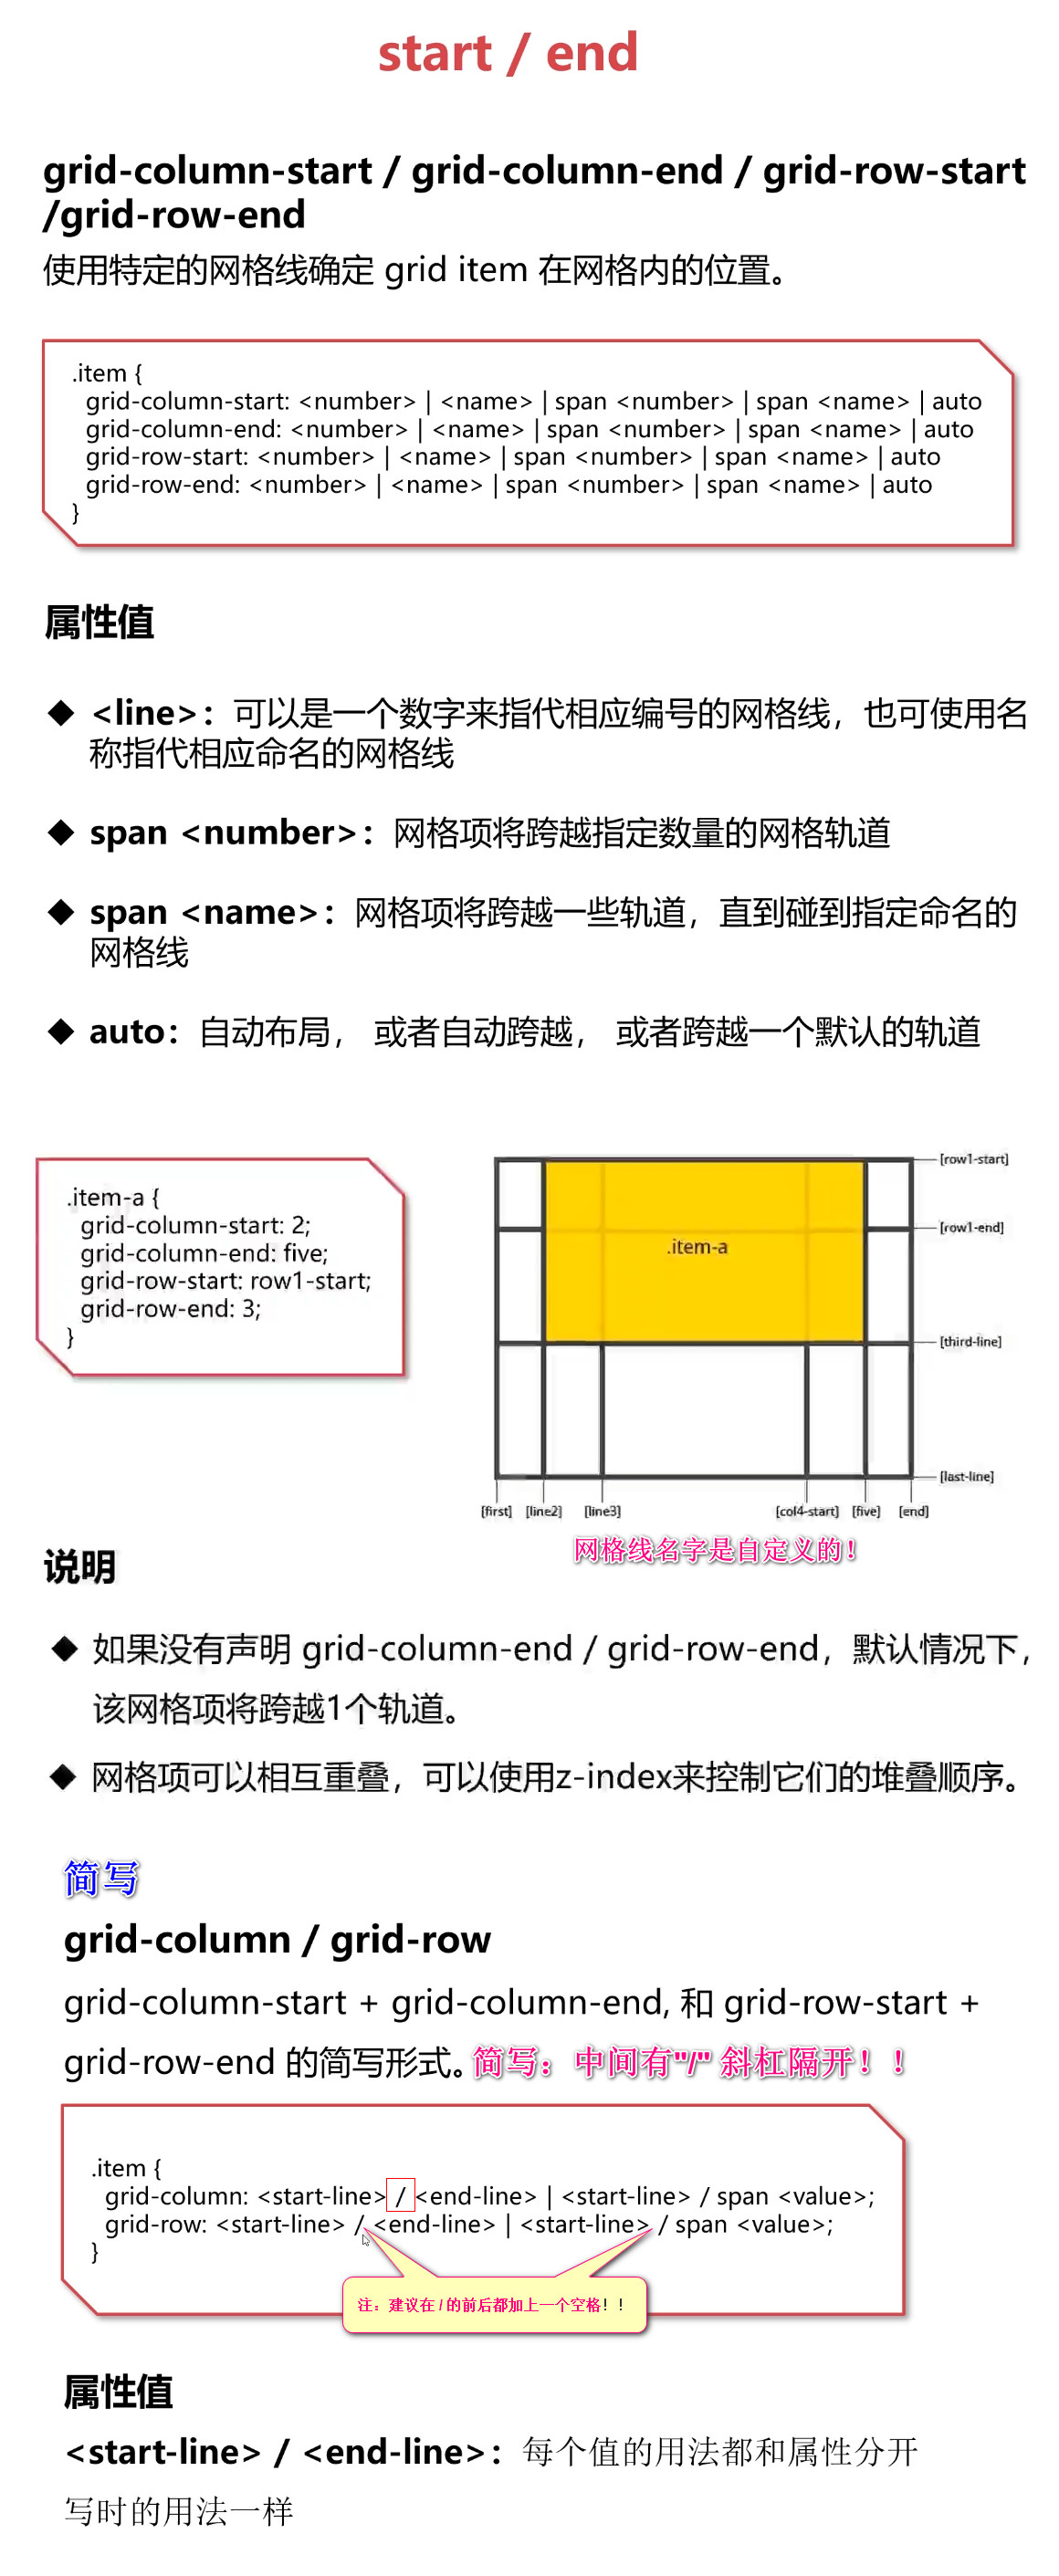 start / end
grid-column-start / grid-column-end / grid-row-start
/grid-row-end
使用特定的网格线确定 grid item 在网格内的位置。
.item {
grid-column-start: <number> | <name> | span <number> | span <name> | auto
grid-column-end: <number> | <name> | span <number> | span <name> | auto
grid-row-start: <number> | <name> | span <number> | span <name> | auto
grid-row-end: <number> | <name> | span <number> | span <name> | auto
}
属性值
◆ <line>：可以是一个数字来指代相应编号的网格线，也可使用名
称指代相应命名的网格线
◆ span <number>：网格项将跨越指定数量的网格轨道
◆ span <name>：网格项将跨越一些轨道，直到碰到指定命名的
网格线
◆ auto：自动布局， 或者自动跨越， 或者跨越一个默认的轨道
.item-a {
grid-column-start: 2;
grid-column-end: five;
grid-row-start: row1-start;
grid-row-end: 3;
}
[row1-start]
[row1-end]
.item-a
[third-line]
[last-line]
[first] [line2] [line3] [col4-start] [five] [end]
网格线名字是自定义的！
说明
◆ 如果没有声明 grid-column-end / grid-row-end，默认情况下，
该网格项将跨越1个轨道。
◆ 网格项可以相互重叠，可以使用z-index来控制它们的堆叠顺序。
简写
grid-column / grid-row
grid-column-start + grid-column-end, 和 grid-row-start +
grid-row-end 的简写形式。简写：中间有"/" 斜杠隔开！！
.item {
grid-column: <start-line> / <end-line> | <start-line> / span <value>;
grid-row: <start-line> / <end-line> | <start-line> / span <value>;
}
注：建议在 / 的前后都加上一个空格！！
属性值
<start-line> / <end-line>：每个值的用法都和属性分开
写时的用法一样